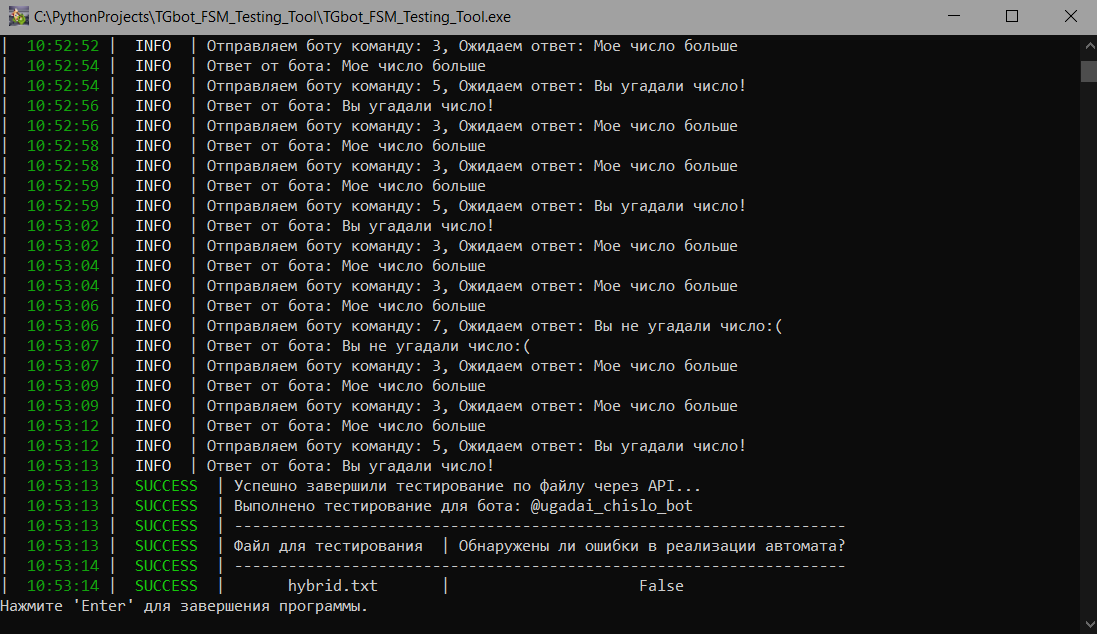 C:\PythonProjects\TGbot_FSM_Testing_Tool\TGbot_FSM_Testing_Tool.exe
| 10:52:52 | INFO | Отправляем боту команду: 3, Ожидаем ответ: Мое число больше
| 10:52:54 | INFO | Ответ от бота: Мое число больше
| 10:52:54 | INFO | Отправляем боту команду: 5, Ожидаем ответ: Вы угадали число!
| 10:52:56 | INFO | Ответ от бота: Вы угадали число!
| 10:52:56 | INFO | Отправляем боту команду: 3, Ожидаем ответ: Мое число больше
| 10:52:58 | INFO | Ответ от бота: Мое число больше
| 10:52:58 | INFO | Отправляем боту команду: 3, Ожидаем ответ: Мое число больше
| 10:52:59 | INFO | Ответ от бота: Мое число больше
| 10:52:59 | INFO | Отправляем боту команду: 5, Ожидаем ответ: Вы угадали число!
| 10:53:02 | INFO | Ответ от бота: Вы угадали число!
| 10:53:02 | INFO | Отправляем боту команду: 3, Ожидаем ответ: Мое число больше
| 10:53:04 | INFO | Ответ от бота: Мое число больше
| 10:53:04 | INFO | Отправляем боту команду: 3, Ожидаем ответ: Мое число больше
| 10:53:06 | INFO | Ответ от бота: Мое число больше
| 10:53:06 | INFO | Отправляем боту команду: 7, Ожидаем ответ: Вы не угадали число:(
| 10:53:07 | INFO | Ответ от бота: Вы не угадали число:(
| 10:53:07 | INFO | Отправляем боту команду: 3, Ожидаем ответ: Мое число больше
| 10:53:09 | INFO | Ответ от бота: Мое число больше
| 10:53:09 | INFO | Отправляем боту команду: 3, Ожидаем ответ: Мое число больше
| 10:53:12 | INFO | Ответ от бота: Мое число больше
| 10:53:12 | INFO | Отправляем боту команду: 5, Ожидаем ответ: Вы угадали число!
| 10:53:13 | INFO | Ответ от бота: Вы угадали число!
| 10:53:13 | SUCCESS | Успешно завершили тестирование по файлу через API...
| 10:53:13 | SUCCESS | Выполнено тестирование для бота: @ugadai_chislo_bot
| 10:53:13 | SUCCESS | --------------------------------------------------------------------
| 10:53:13 | SUCCESS | Файл для тестирования | Обнаружены ли ошибки в реализации автомата?
| 10:53:14 | SUCCESS | --------------------------------------------------------------------
| 10:53:14 | SUCCESS | hybrid.txt | False
Нажмите 'Enter' для завершения программы.